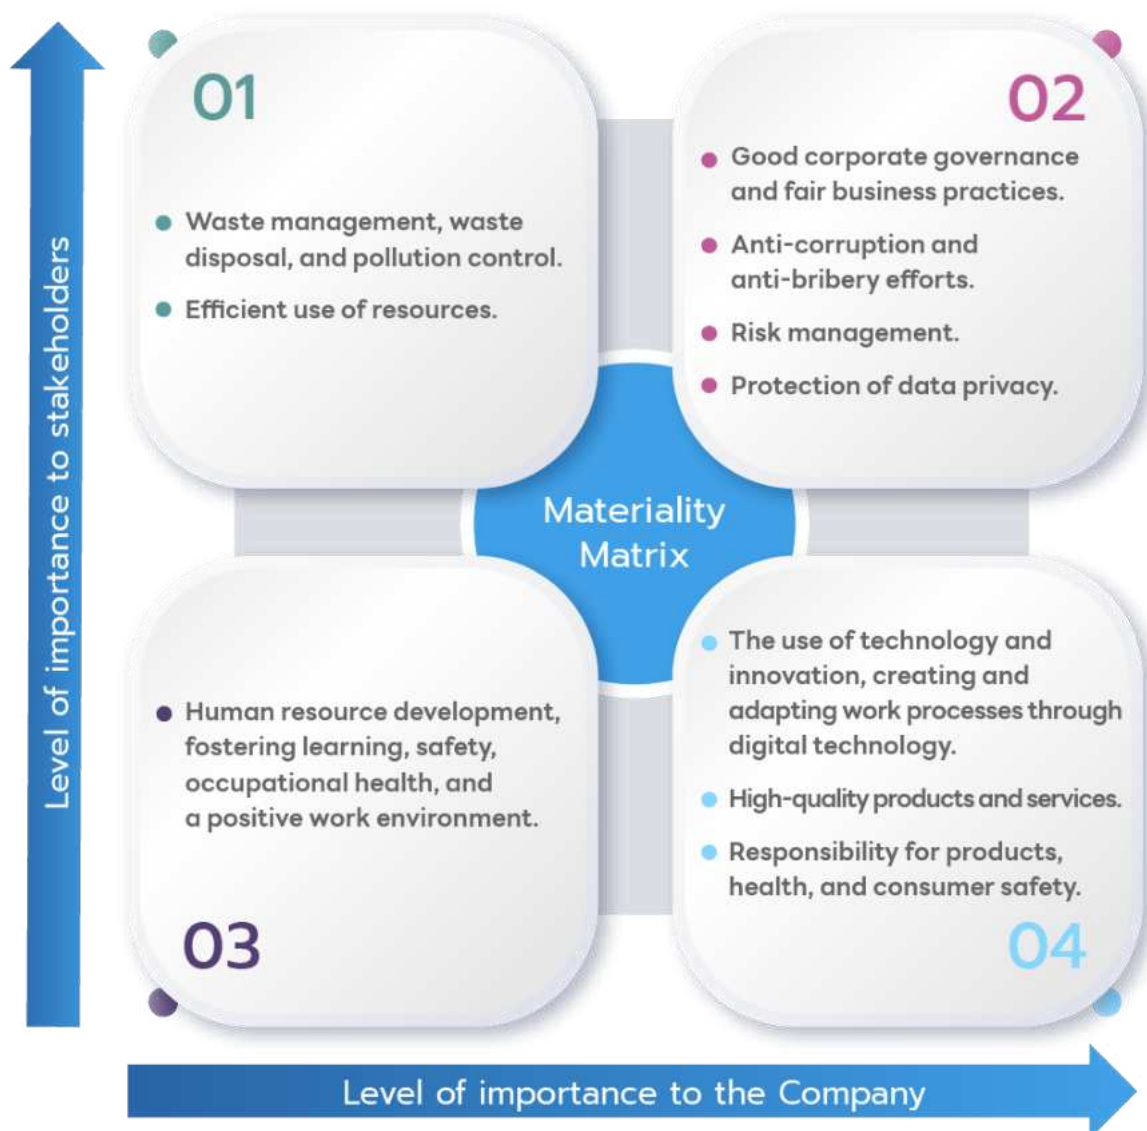 Level of importance to stakeholders
01
Waste management, waste
disposal, and pollution control.
Efficient use of resources.
02
Good corporate governance
and fair business practices.
Anti-corruption and
anti-bribery efforts.
Risk management.
Protection of data privacy.
Materiality
Matrix
Human resource development,
fostering learning, safety,
occupational health, and
a positive work environment.
03
The use of technology and
innovation, creating and
adapting work processes through
digital technology.
High-quality products and services.
Responsibility for products,
health, and consumer safety.
04
Level of importance to the Company